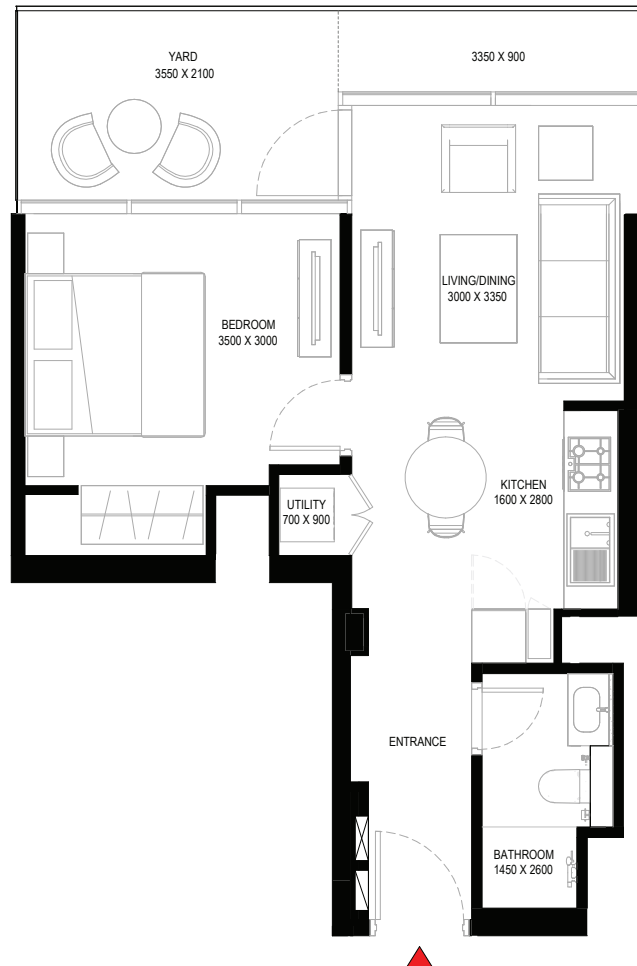 YARD
3550 X 2100
3350 X 900
LIVING/DINING
3000 X 3350
BEDROOM
3500 X 3000
KITCHEN
1600 X 2800
UTILITY
700 X 900
ENTRANCE
BATHROOM
1450 X 2600